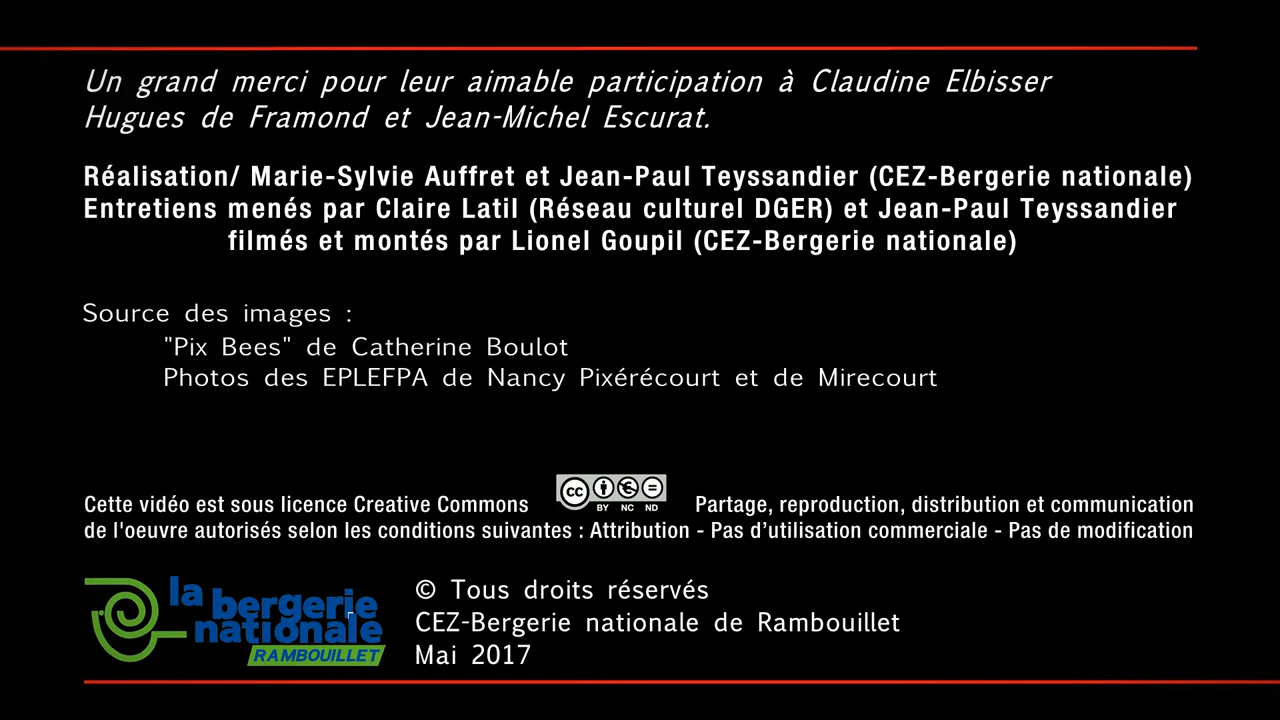 Un grand merci pour leur aimable participation à Claudine Elbisser
Hugues de Framond et Jean-Michel Escurat.
Réalisation/ Marie-Sylvie Auffret et Jean-Paul Teyssandier (CEZ-Bergerie nationale)
Entretiens menés par Claire Latil (Réseau culturel DGER) et Jean-Paul Teyssandier
filmés et montés par Lionel Goupil (CEZ-Bergerie nationale)
Source des images :
"Pix Bees" de Catherine Boulot
Photos des EPLEFPA de Nancy Pixérécourt et de Mirecourt
Cette vidéo est sous licence Creative Commons cc BY NC ND Partage, reproduction, distribution et communication
de l'oeuvre autorisés selon les conditions suivantes : Attribution - Pas d’utilisation commerciale - Pas de modification
la bergerie
nationale
RAMBOUILLET
© Tous droits réservés
CEZ-Bergerie nationale de Rambouillet
Mai 2017